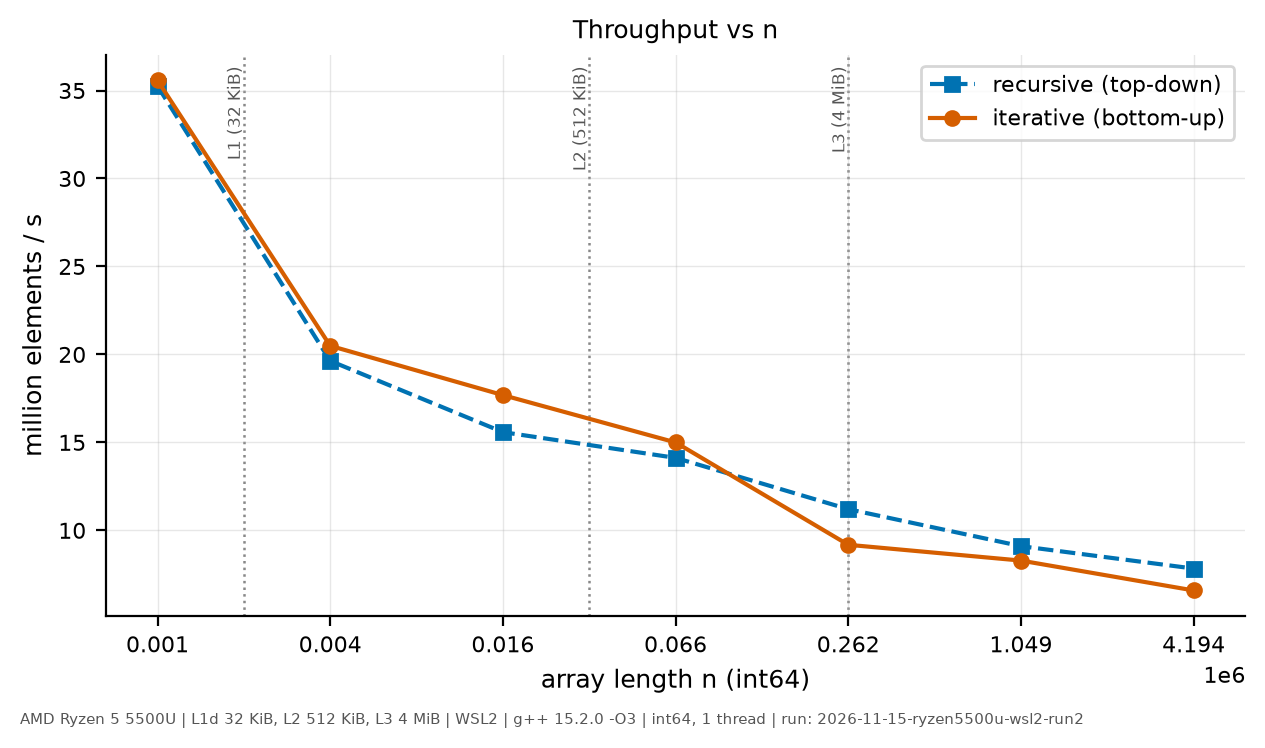 Throughput vs n
35
30
25
20
15
10
million elements / s
L1 (32 KiB)
L2 (512 KiB)
L3 (4 MiB)
recursive (top-down)
iterative (bottom-up)
0.001 0.004 0.016 0.066 0.262 1.049 4.194
1e6
array length n (int64)
AMD Ryzen 5 5500U | L1d 32 KiB, L2 512 KiB, L3 4 MiB | WSL2 | g++ 15.2.0 -O3 | int64, 1 thread | run: 2026-11-15-ryzen5500u-wsl2-run2